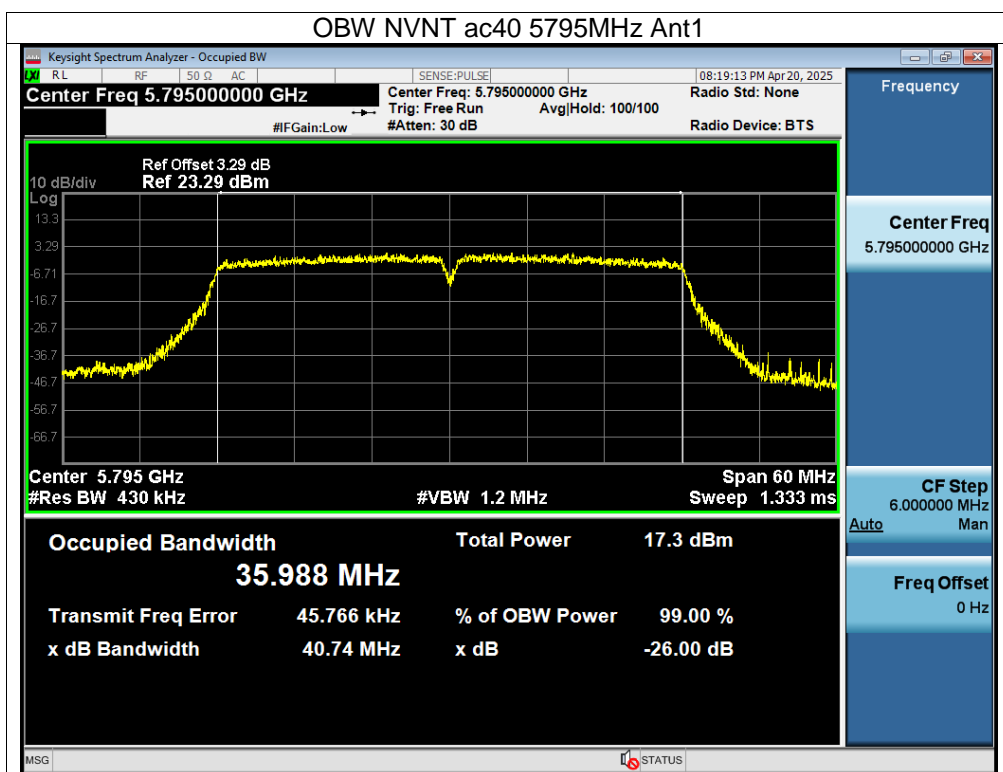 OBW NVNT ac40 5795MHz Ant1
Keysight Spectrum Analyzer - Occupied BW
LXI RL RF 50 Ω AC SENSE:PULSE 08:19:13 PM Apr 20, 2025
Center Freq 5.795000000 GHz Center Freq: 5.795000000 GHz Radio Std: None
Trig: Free Run Avg|Hold: 100/100
#IFGain:Low #Atten: 30 dB Radio Device: BTS
Ref Offset 3.29 dB
10 dB/div Ref 23.29 dBm
Log
13.3
3.29
-6.71
-16.7
-26.7
-36.7
-46.7
-56.7
-66.7
Center 5.795 GHz Span 60 MHz
#Res BW 430 kHz #VBW 1.2 MHz Sweep 1.333 ms
Occupied Bandwidth Total Power 17.3 dBm
35.988 MHz
Transmit Freq Error 45.766 kHz % of OBW Power 99.00 %
x dB Bandwidth 40.74 MHz x dB -26.00 dB
Frequency
Center Freq
5.795000000 GHz
CF Step
6.000000 MHz
Auto Man
Freq Offset
0 Hz
MSG STATUS